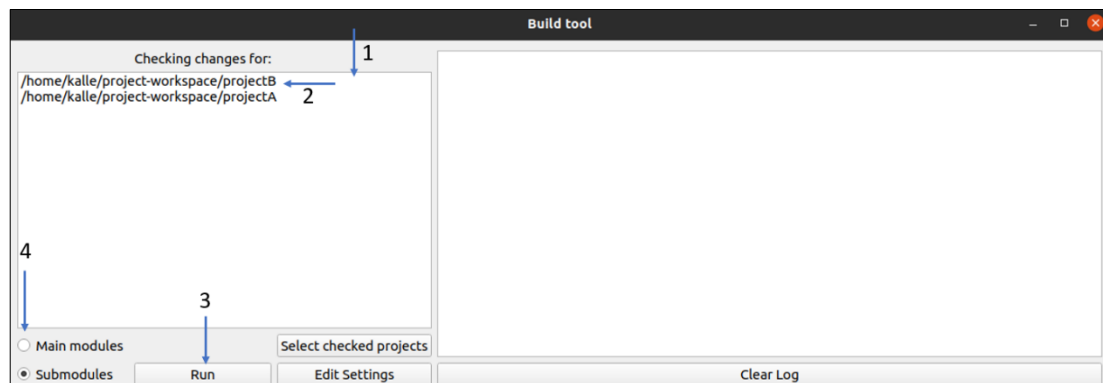 Build tool
1
Checking changes for:
/home/kalle/project-workspace/projectB
2
/home/kalle/project-workspace/projectA
4
3
Main modules
Select checked projects
Submodules
Run
Edit Settings
Clear Log